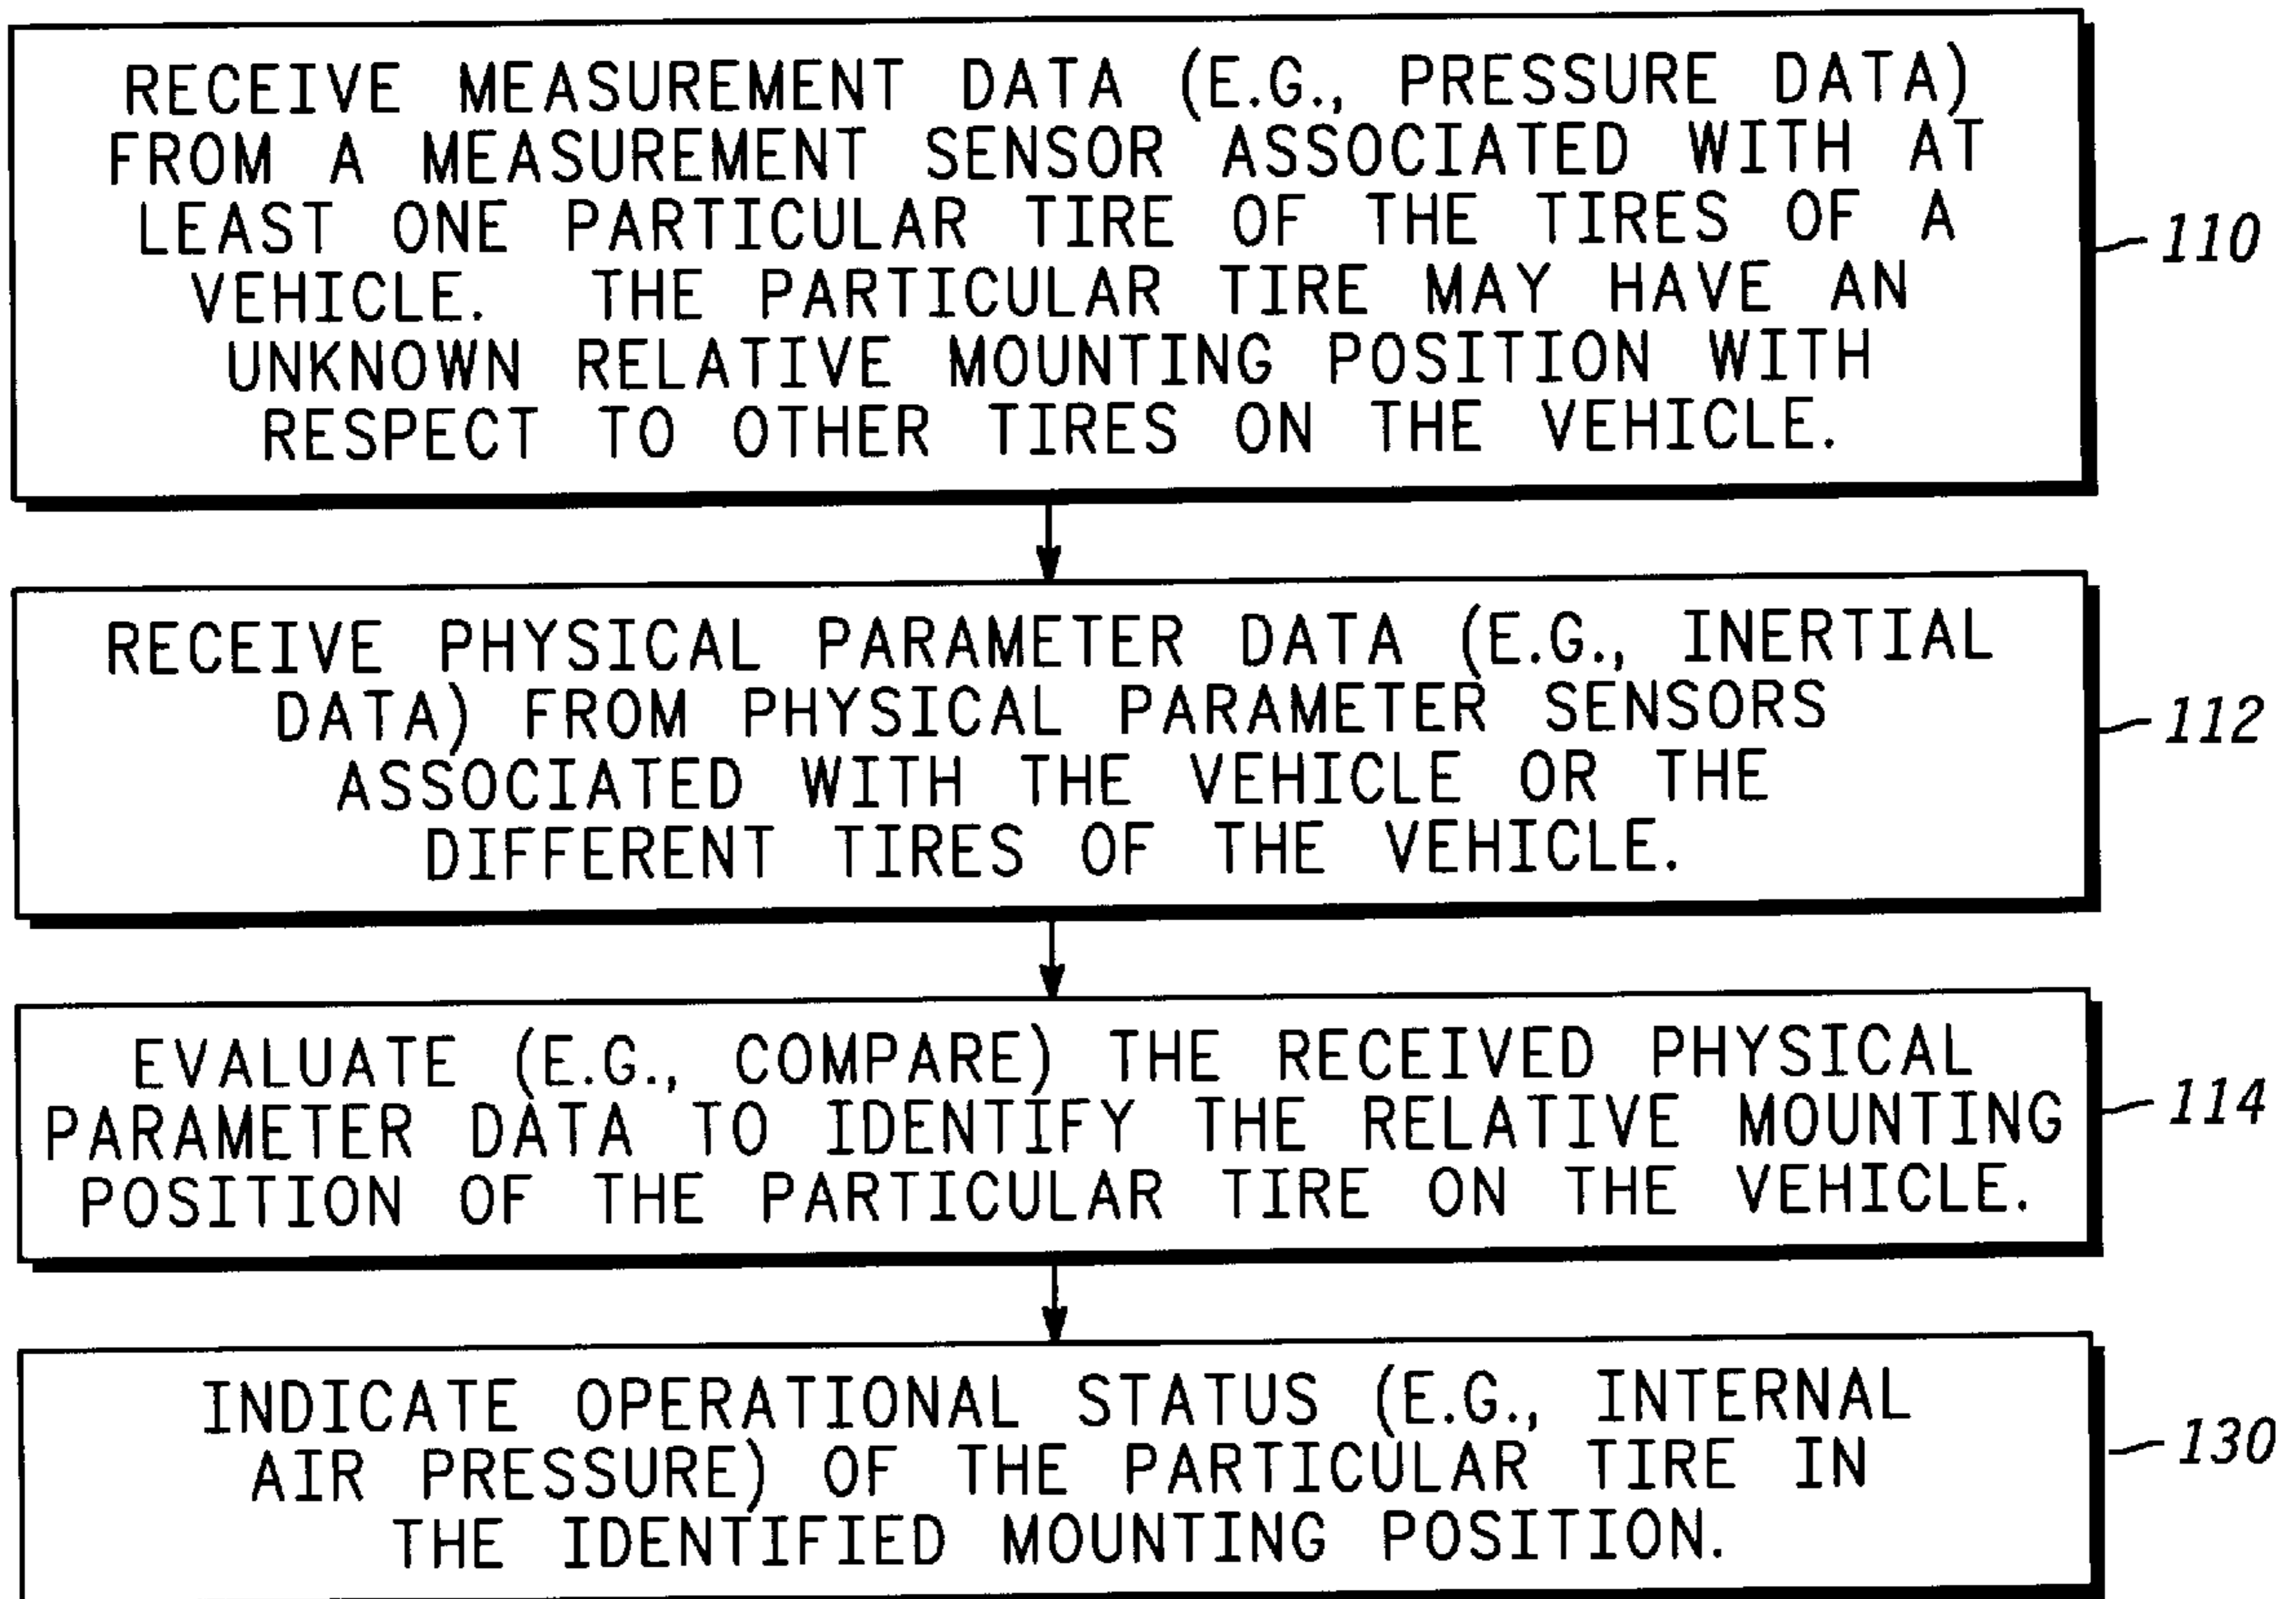 RECEIVE MEASUREMENT DATA (E.G., PRESSURE DATA)
FROM A MEASUREMENT SENSOR ASSOCIATED WITH AT
LEAST ONE PARTICULAR TIRE OF THE TIRES OF A
VEHICLE. THE PARTICULAR TIRE MAY HAVE AN
UNKNOWN RELATIVE MOUNTING POSITION WITH
RESPECT TO OTHER TIRES ON THE VEHICLE.
110
RECEIVE PHYSICAL PARAMETER DATA (E.G., INERTIAL
DATA) FROM PHYSICAL PARAMETER SENSORS
ASSOCIATED WITH THE VEHICLE OR THE
DIFFERENT TIRES OF THE VEHICLE.
112
EVALUATE (E.G., COMPARE) THE RECEIVED PHYSICAL
PARAMETER DATA TO IDENTIFY THE RELATIVE MOUNTING
POSITION OF THE PARTICULAR TIRE ON THE VEHICLE.
114
INDICATE OPERATIONAL STATUS (E.G., INTERNAL
AIR PRESSURE) OF THE PARTICULAR TIRE IN
THE IDENTIFIED MOUNTING POSITION.
130